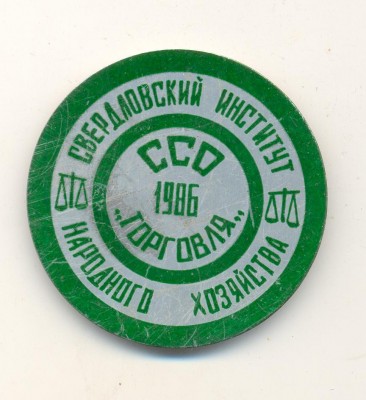 СВЕРДЛОВСКИЙ ИНСТИТУТ
НАРОДНОГО ХОЗЯЙСТВА
ССО
1986
„ТОРГОВЛЯ„